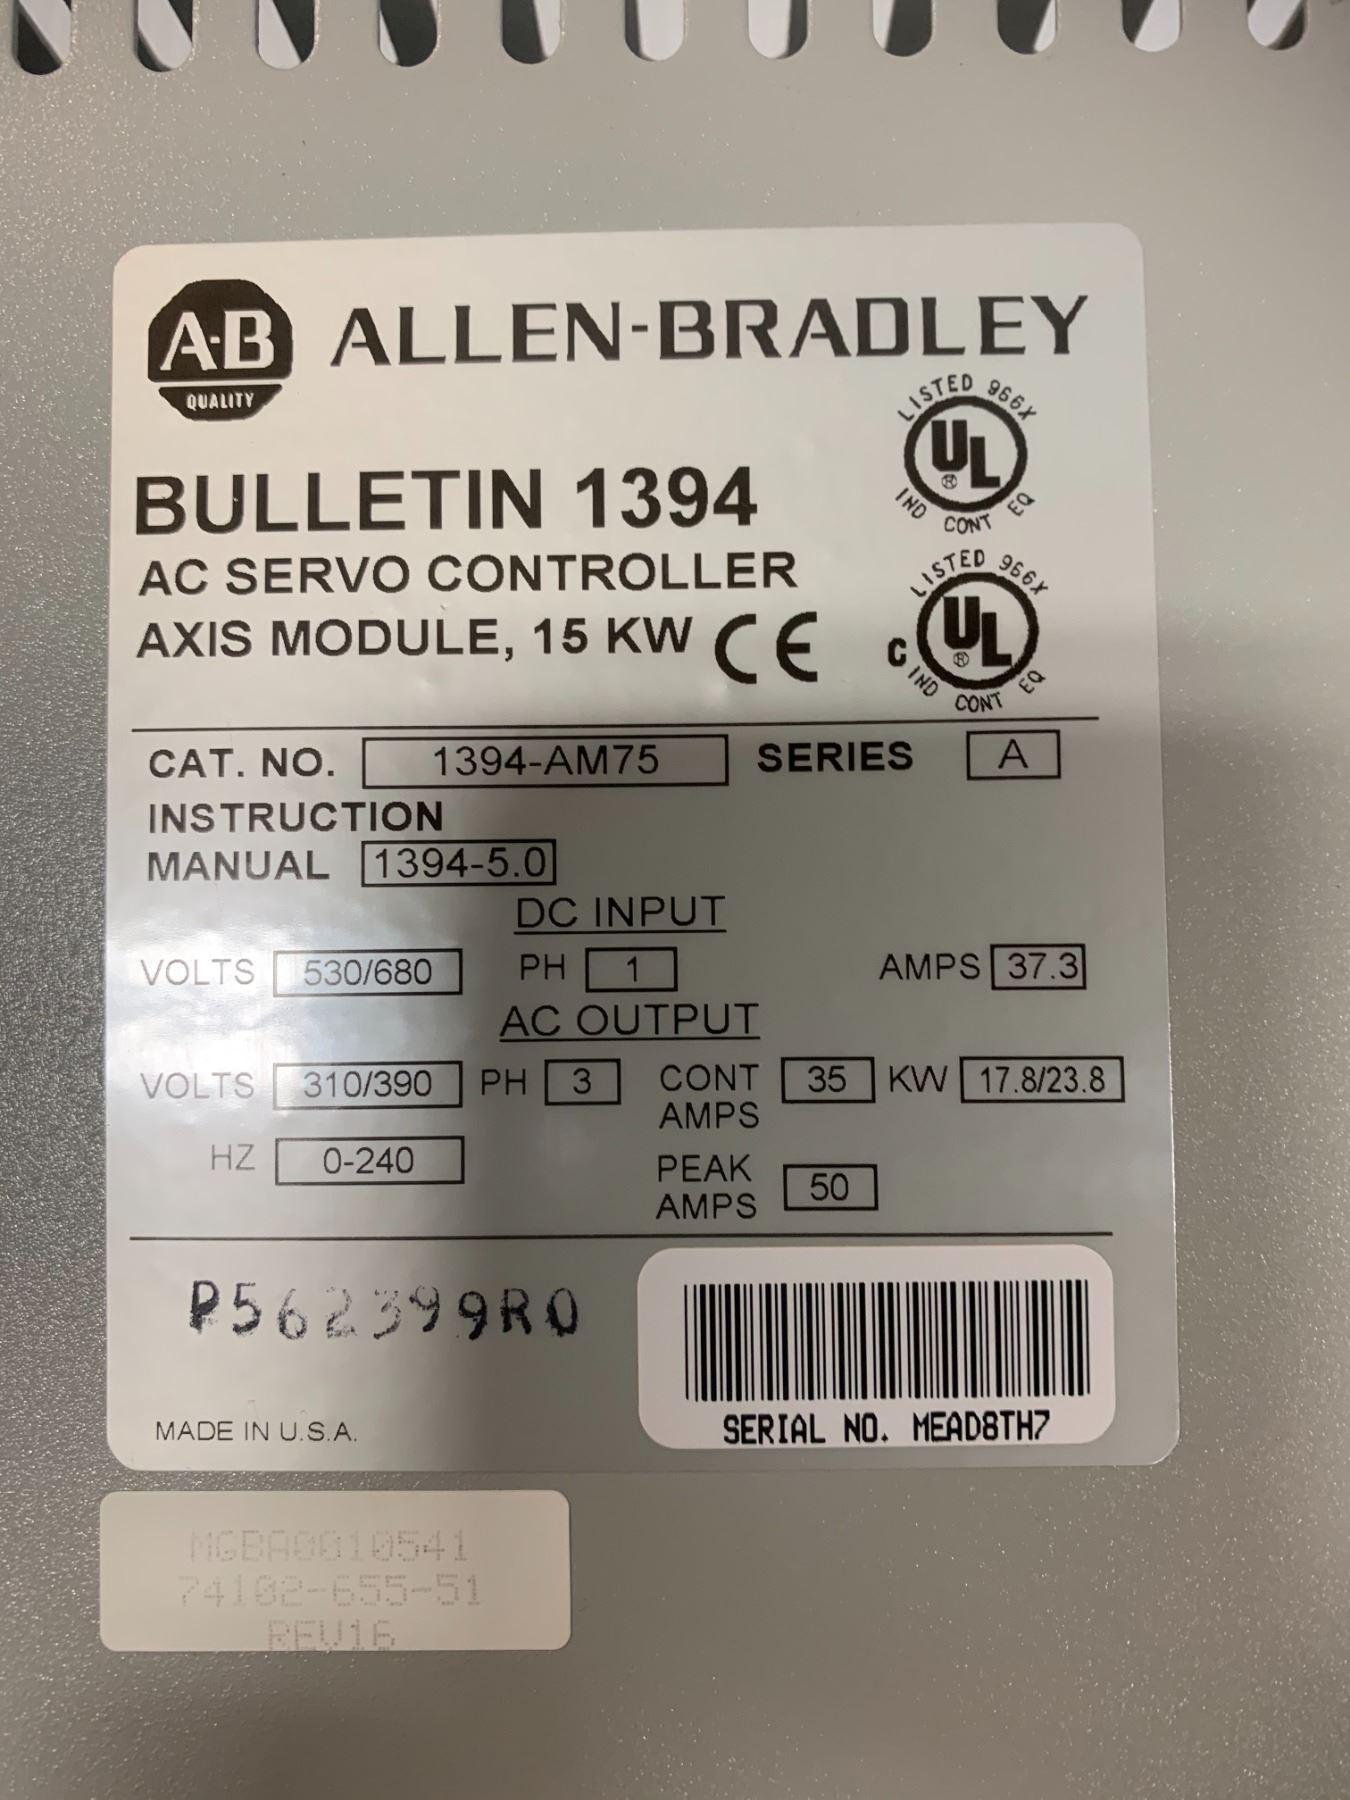 A-B
QUALITY
ALLEN-BRADLEY
LISTED 966X
UL
®
IND CONT EQ
BULLETIN 1394
AC SERVO CONTROLLER
AXIS MODULE, 15 KW CE
LISTED 966X
C UL
®
IND CONT EQ
CAT. NO. 1394-AM75 SERIES A
INSTRUCTION
MANUAL 1394-5.0
DC INPUT
VOLTS 530/680 PH 1 AMPS 37.3
AC OUTPUT
VOLTS 310/390 PH 3 CONT AMPS 35 KW 17.8/23.8
HZ 0-240 PEAK AMPS 50
P562399R0
SERIAL NO. MEAD8TH7
MADE IN U.S.A.
MGBA0010541
74102-655-51
REV16